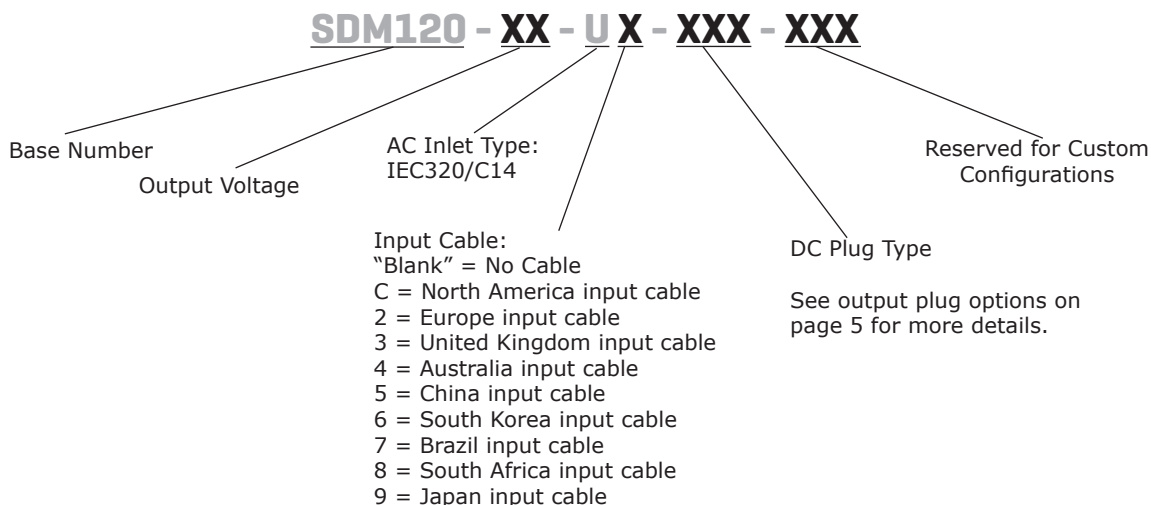 SDM120 - XX - U X - XXX - XXX
Base Number
Output Voltage
AC Inlet Type:
IEC320/C14
Input Cable:
“Blank” = No Cable
C = North America input cable
2 = Europe input cable
3 = United Kingdom input cable
4 = Australia input cable
5 = China input cable
6 = South Korea input cable
7 = Brazil input cable
8 = South Africa input cable
9 = Japan input cable
DC Plug Type
See output plug options on
page 5 for more details.
Reserved for Custom
Configurations